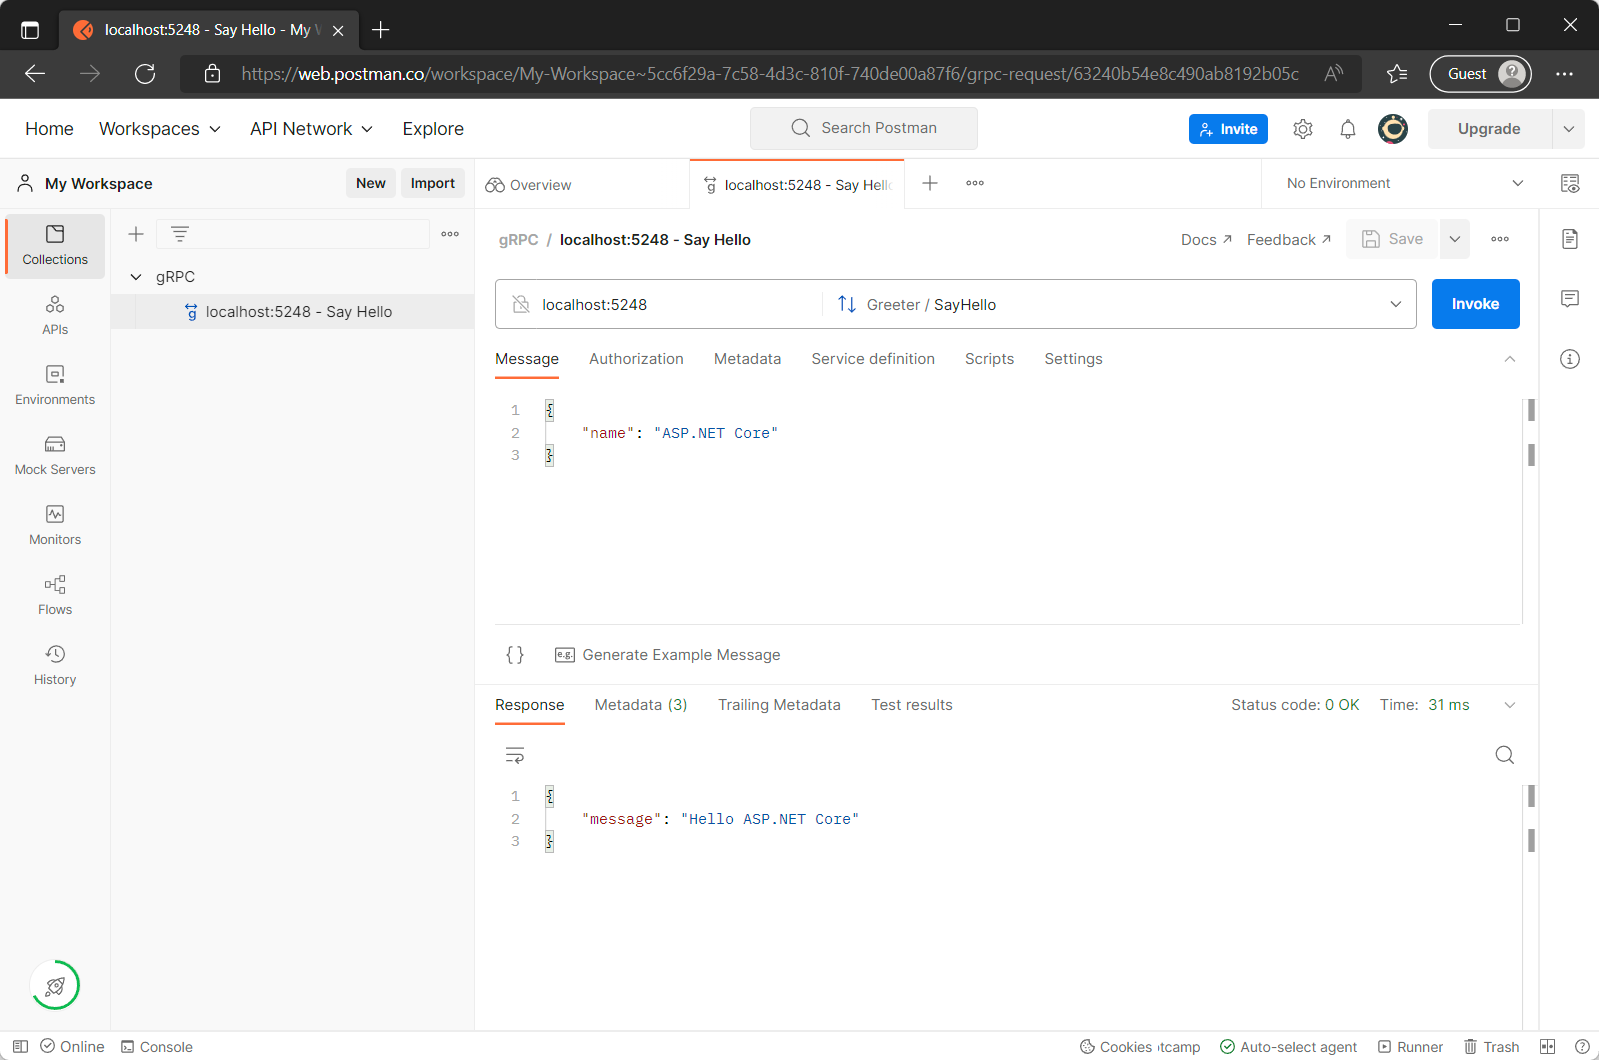 localhost:5248 - Say Hello - My
https://web.postman.co/workspace/My-Workspace~5cc6f29a-7c58-4d3c-810f-740de00a87f6/grpc-request/63240b54e8c490ab8192b05c
Guest
Home Workspaces API Network Explore
Search Postman
Invite
Upgrade
My Workspace
New Import
Overview
localhost:5248 - Say Hell
No Environment
Collections
APIs
Environments
Mock Servers
Monitors
Flows
History
gRPC
localhost:5248 - Say Hello
gRPC / localhost:5248 - Say Hello
Docs Feedback Save
localhost:5248 Greeter / SayHello
Invoke
Message Authorization Metadata Service definition Scripts Settings
1 {
2 "name": "ASP.NET Core"
3 }
{} e.g. Generate Example Message
Response Metadata (3) Trailing Metadata Test results
Status code: 0 OK Time: 31 ms
1 {
2 "message": "Hello ASP.NET Core"
3 }
Online Console
Cookies Auto-select agent Runner Trash